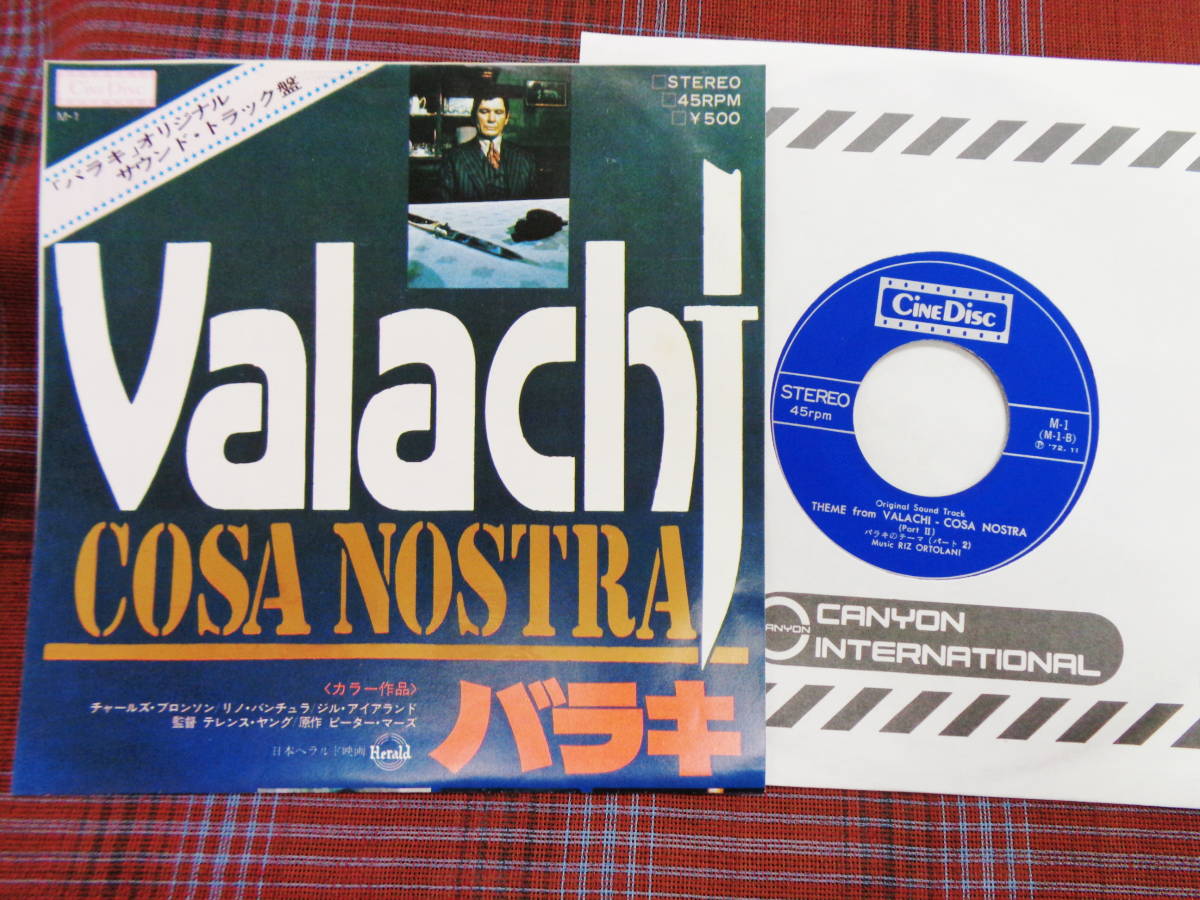 CINE Disc
M-1
「バラキ」オリジナル
サウンド・トラック盤
□STEREO
□45RPM
□¥500
Valachi
COSA NOSTRA
〈カラー作品〉
チャールズ・ブロンソン/リノ・バンチュラ/ジル・アイアランド
監督 テレンス・ヤング/原作 ピーター・マーズ
日本ヘラルド映画 Herald
バラキ
CINE DISC
STEREO
45rpm
M-1
(M-1-B)
Ⓟ '72. 11
Original Sound Track
THEME from VALACHI - COSA NOSTRA
(Part II)
バラキのテーマ (パート 2)
Music RIZ ORTOLANI
CANYON
CANYON
INTERNATIONAL